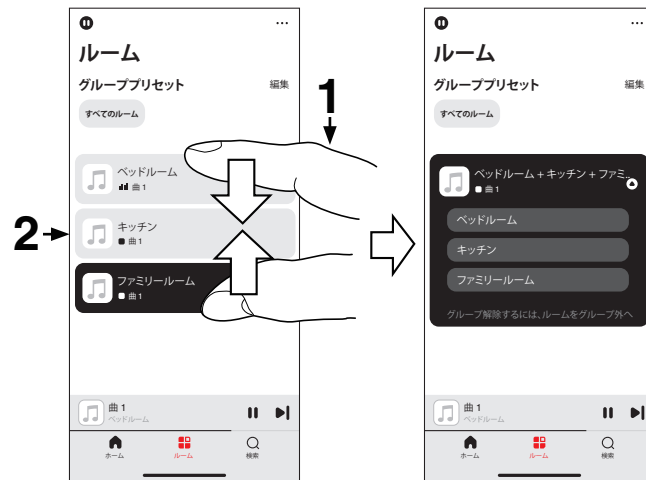 ルーム
グループプリセット 編集
すべてのルーム
1
ベッドルーム
曲 1
2
キッチン
曲 1
ファミリールーム
曲 1
曲 1
ベッドルーム
ホーム ルーム 検索
ルーム
グループプリセット 編集
すべてのルーム
ベッドルーム + キッチン + ファミ...
曲 1
ベッドルーム
キッチン
ファミリールーム
グループ解除するには、ルームをグループ外へ
曲 1
ベッドルーム
ホーム ルーム 検索